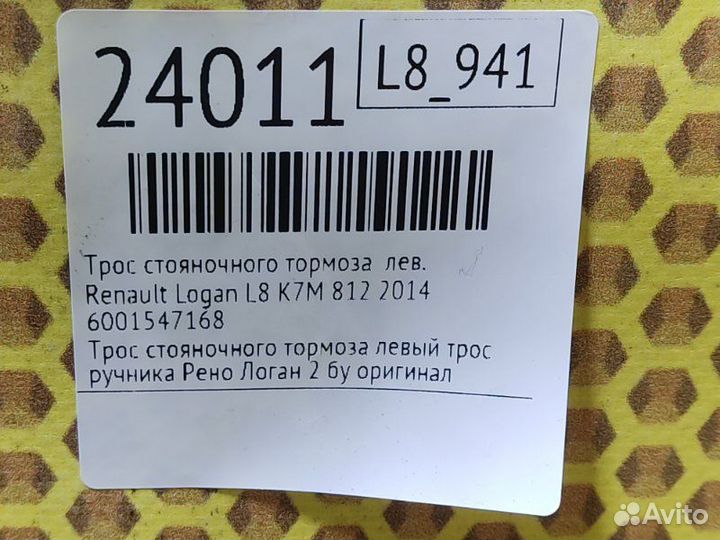 24011
L8_941
Трос стояночного тормоза лев.
Renault Logan L8 K7M 812 2014
6001547168
Трос стояночного тормоза левый трос
ручника Рено Логан 2 бу оригинал
Avito